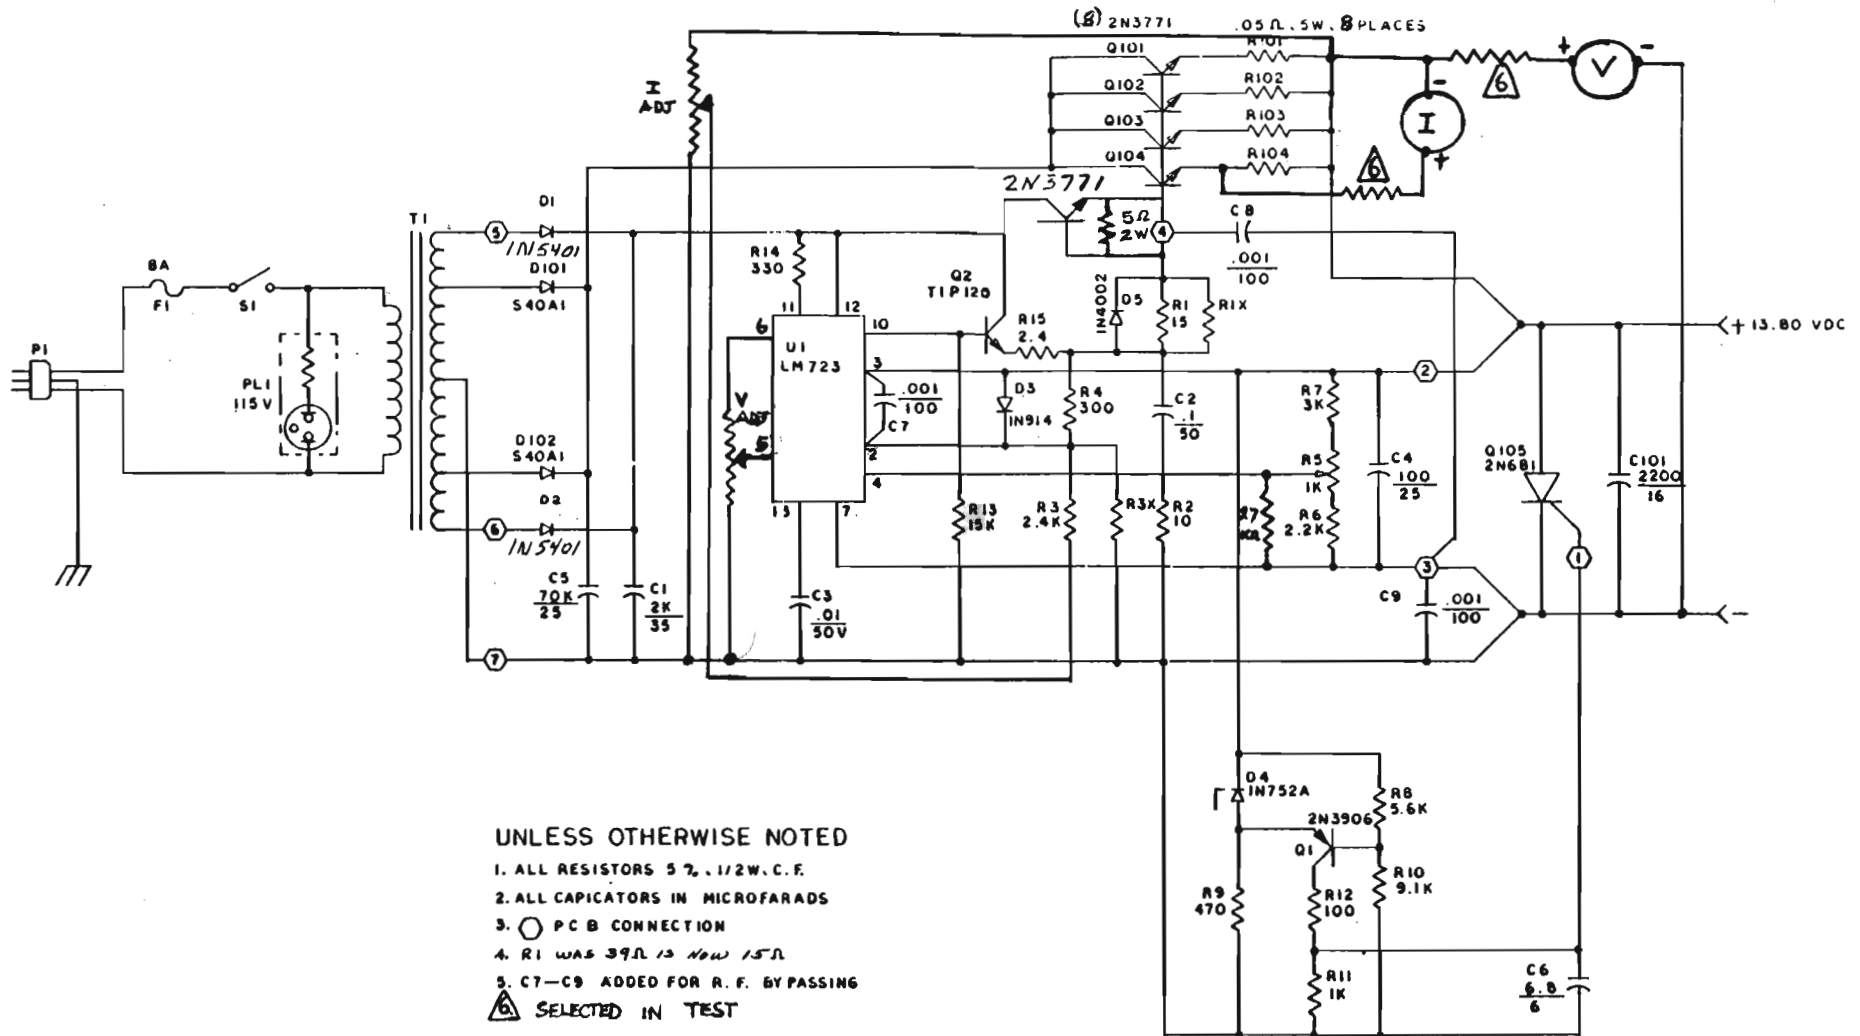 (8) 2N3771
.05Ω.5W.8PLACES
Q101
R101
Q102
R102
Q103
R103
Q104
R104
I
ADJ
+
-
V
6
-
I
+
6
2N3771
5Ω
2W
4
C8
.001
100
T1
D1
5
1N5401
D101
S40A1
8A
F1
S1
R14
330
Q2
TIP120
11
12
10
6
U1
LM723
3
R15
2.4
1N4002
D5
R1
15
R1X
+ 13.80 VDC
P1
PL1
115V
V
ADJ
5
.001
100
C7
2
4
D3
1N914
R4
300
C2
.1
50
2
R7
3K
R5
1K
R6
2.2K
C4
100
25
Q105
2N681
C101
2200
16
D102
S40A1
D2
6
1N5401
13
7
R13
15K
R3
2.4K
R3X
R2
10
1
3
C5
70K
25
C1
2K
35
C3
.01
50V
C9
.001
100
-
7
D4
1N752A
R8
5.6K
2N3906
Q1
R9
470
R12
100
R10
9.1K
R11
1K
C6
6.8
6
UNLESS OTHERWISE NOTED
1. ALL RESISTORS 5 %. 1/2W. C.F.
2. ALL CAPICATORS IN MICROFARADS
3. PCB CONNECTION
4. R1 WAS 39Ω IS NOW 15Ω
5. C7-C9 ADDED FOR R.F. BYPASSING
6 SELECTED IN TEST